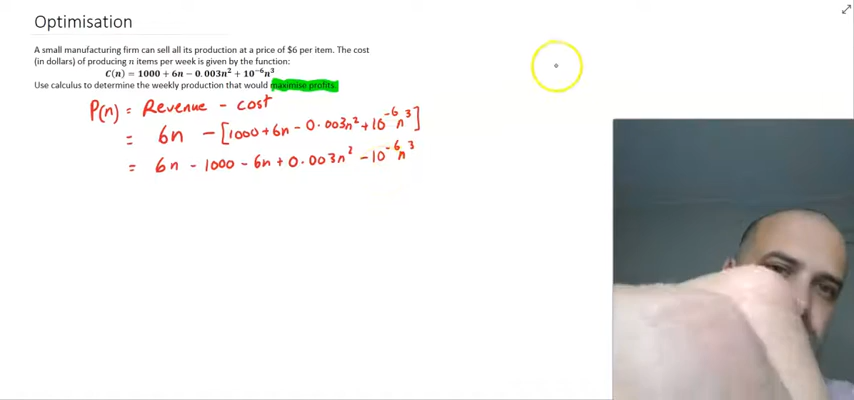 Optimisation
A small manufacturing firm can sell all its production at a price of $6 per item. The cost
(in dollars) of producing n items per week is given by the function:
C(n) = 1000 + 6n − 0.003n² + 10⁻⁶n³
Use calculus to determine the weekly production that would maximise profits.
P(n) = Revenue - cost
= 6n - [1000 + 6n - 0.003n² + 10⁻⁶n³]
= 6n - 1000 - 6n + 0.003n² - 10⁻⁶n³